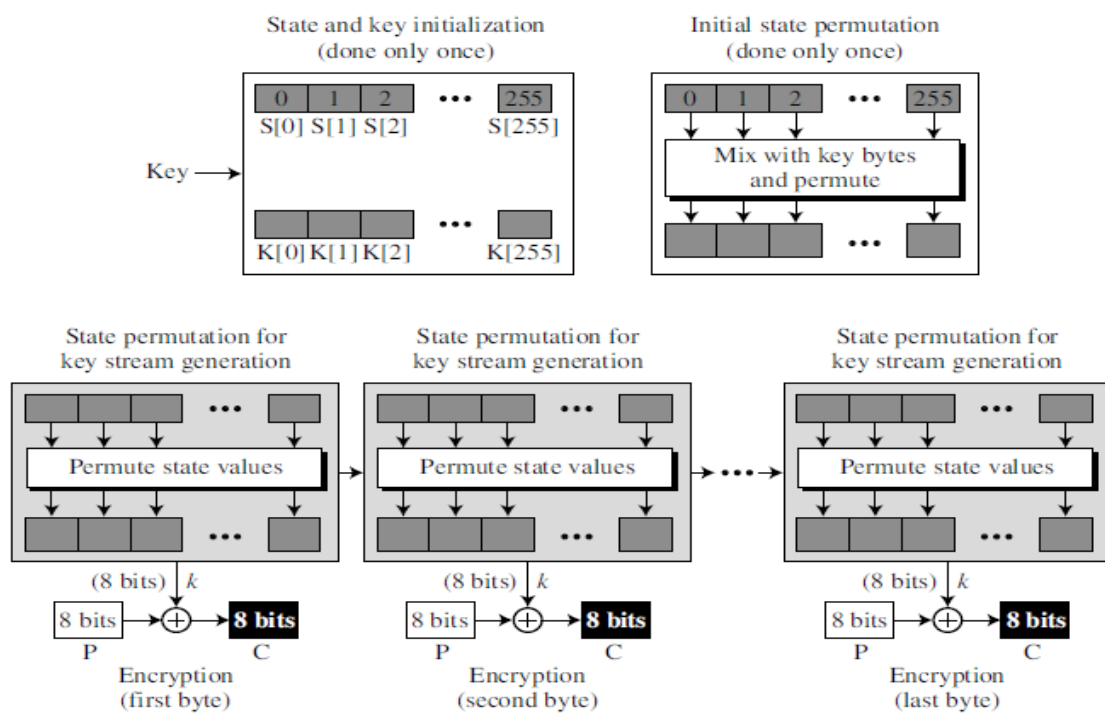 State and key initialization
(done only once)
0 1 2 ••• 255
S[0] S[1] S[2] S[255]
Key
•••
K[0] K[1] K[2] K[255]
Initial state permutation
(done only once)
0 1 2 ••• 255
Mix with key bytes
and permute
•••
State permutation for
key stream generation
•••
Permute state values
•••
(8 bits) k
8 bits + 8 bits
P C
Encryption
(first byte)
State permutation for
key stream generation
•••
Permute state values
•••
(8 bits) k
8 bits + 8 bits
P C
Encryption
(second byte)
•••
State permutation for
key stream generation
•••
Permute state values
•••
(8 bits) k
8 bits + 8 bits
P C
Encryption
(last byte)